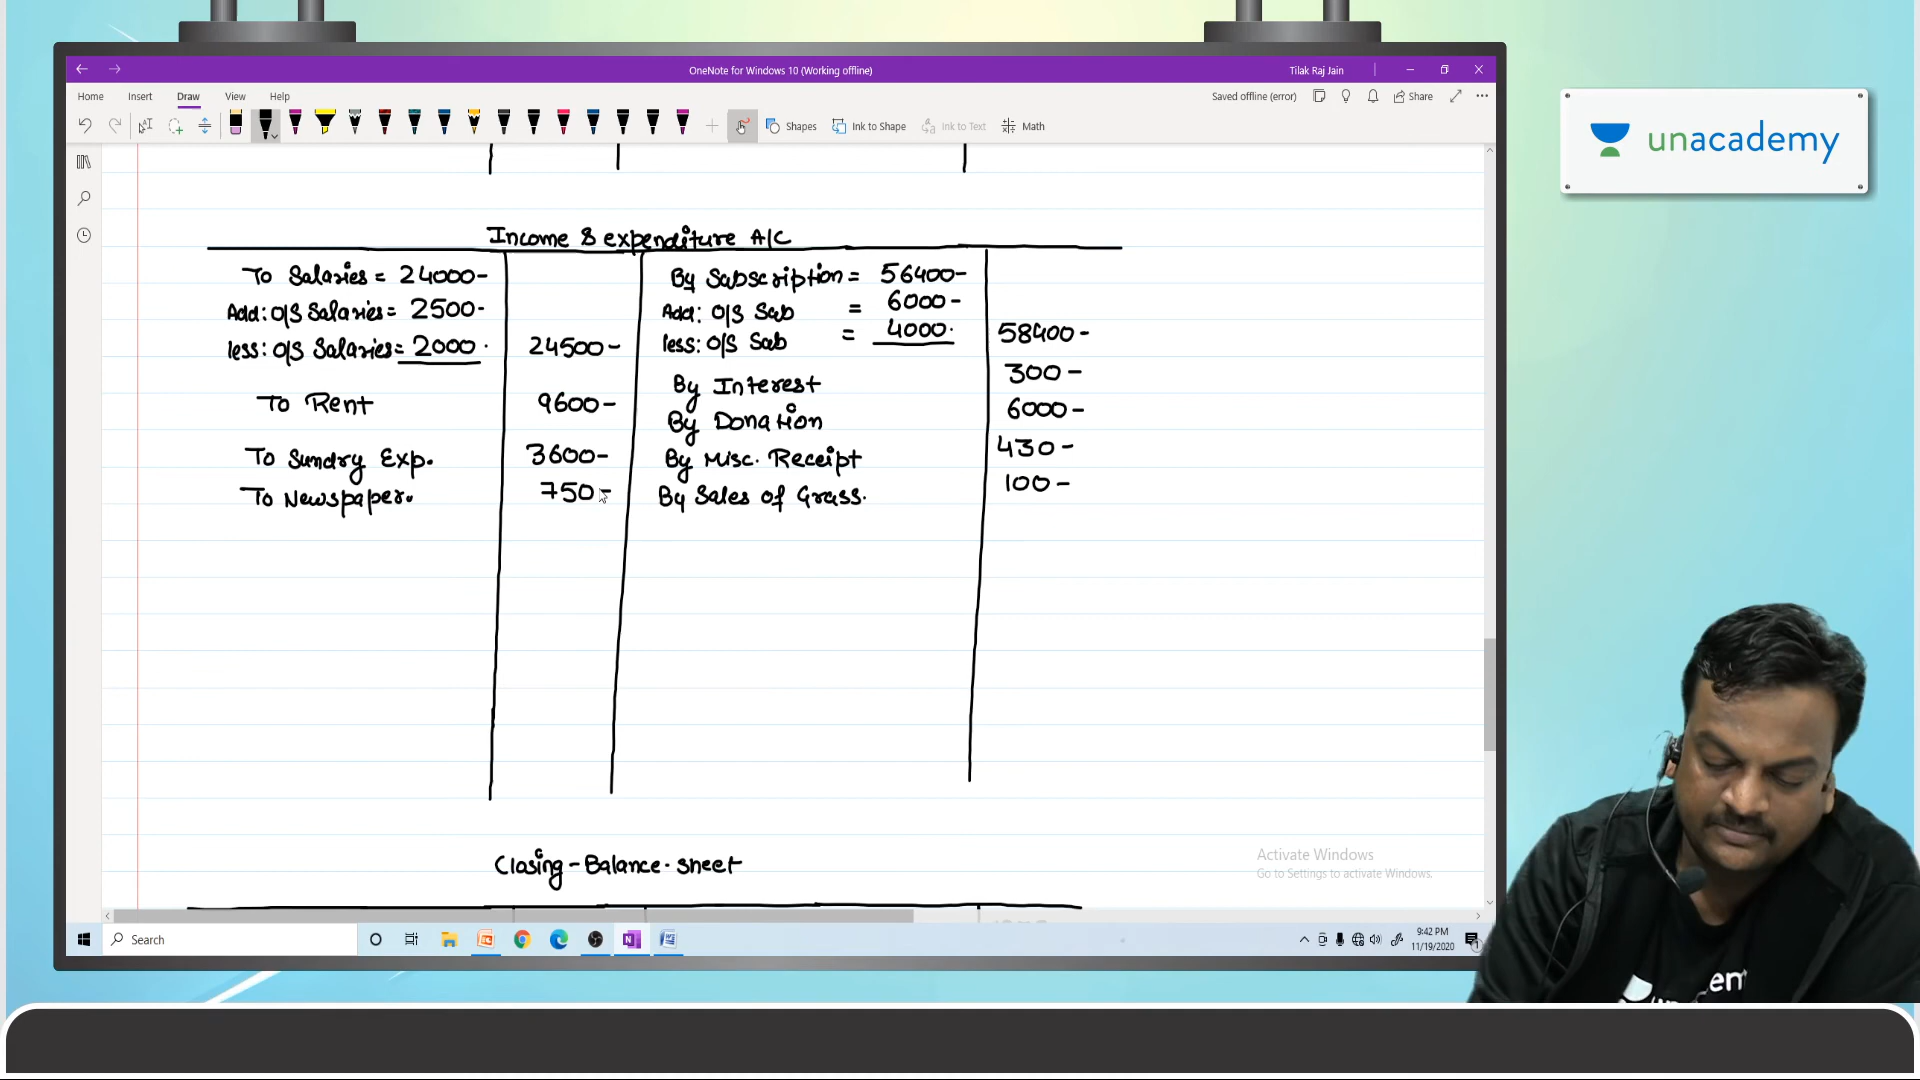 OneNote for Windows 10 (Working offline)
Tilak Raj Jain
Home Insert Draw View Help
Saved offline (error)
Share
Shapes
Ink to Shape
Ink to Text
Math
unacademy
Income & expenditure A/C
To Salaries = 24000-
By Subscription = 56400-
Add: O/S Salaries = 2500-
Add: O/S Sub = 6000-
less: O/S Salaries = 2000. 24500-
less: O/S Sub = 4000. 58400-
To Rent 9600-
By Interest 300-
By Donation 6000-
To Sundry Exp. 3600-
By Misc. Receipt 430-
To Newspaper. 750-
By Sales of Grass. 100-
Closing - Balance - sheet
Activate Windows
Go to Settings to activate Windows.
Search
9:42 PM
11/19/2020